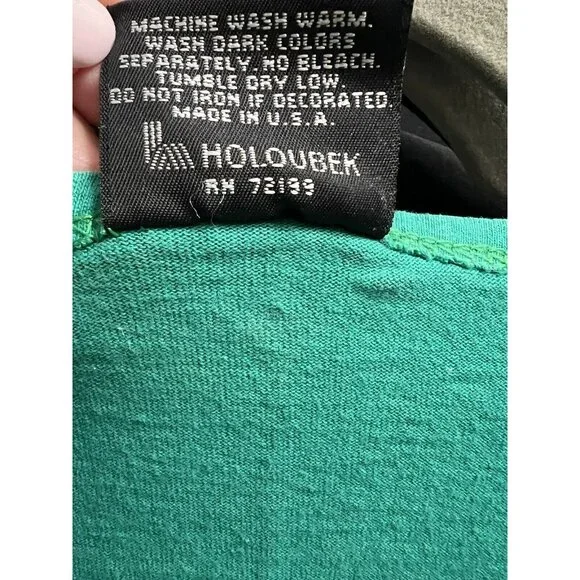 MACHINE WASH WARM.
WASH DARK COLORS
SEPARATELY, NO BLEACH.
TUMBLE DRY LOW.
DO NOT IRON IF DECORATED.
MADE IN U.S.A.
HOLOUBEK
RN 72199